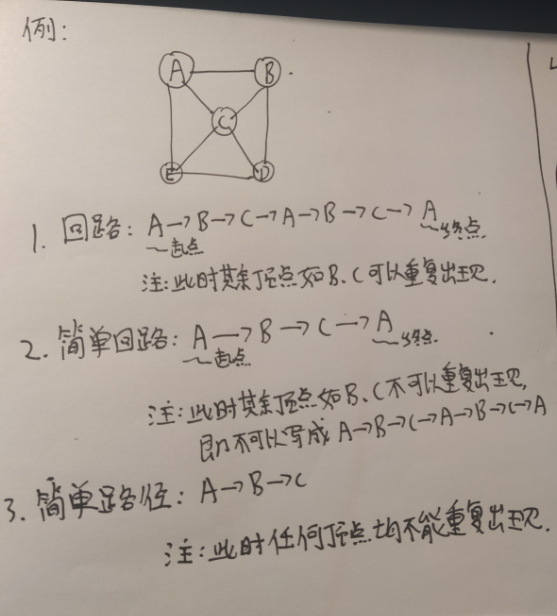 例:
A B
C
E D
1. 回路: A→B→C→A→B→C→A
起点 终点
注:此时其余顶点如B、C可以重复出现.
2. 简单回路: A→B→C→A
起点 终点
注:此时其余顶点如B、C不可以重复出现,
即不可以写成 A→B→C→A→B→C→A
3. 简单路径: A→B→C
注:此时任何顶点均不能重复出现.